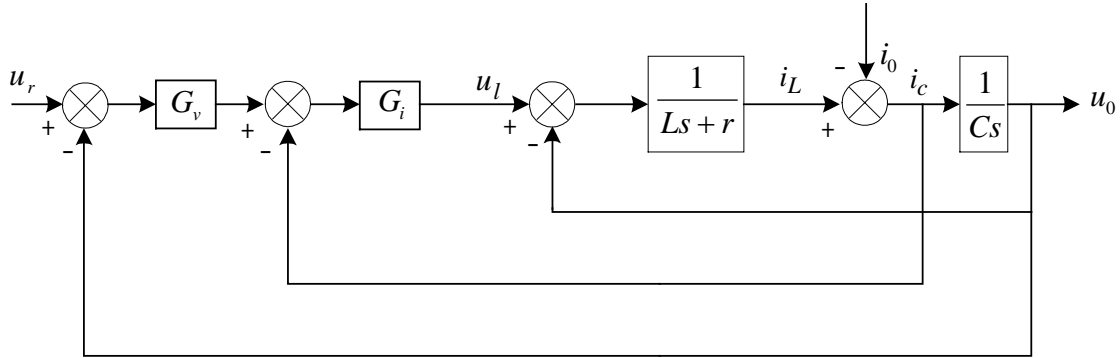 u_r
+
-
G_v
+
-
G_i
u_l
+
-
1
Ls + r
i_L
+
-
i_0
i_c
1
Cs
u_0